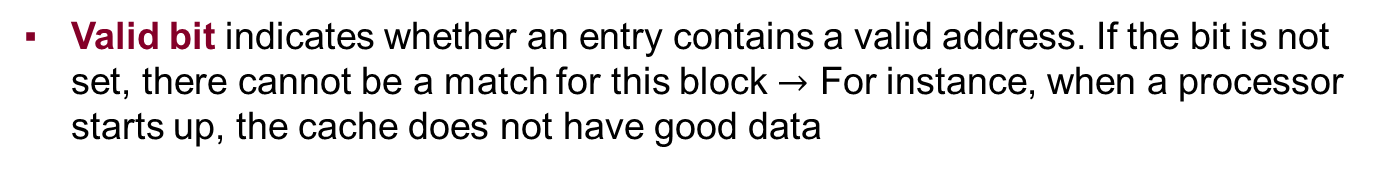 ▪ Valid bit indicates whether an entry contains a valid address. If the bit is not
set, there cannot be a match for this block → For instance, when a processor
starts up, the cache does not have good data